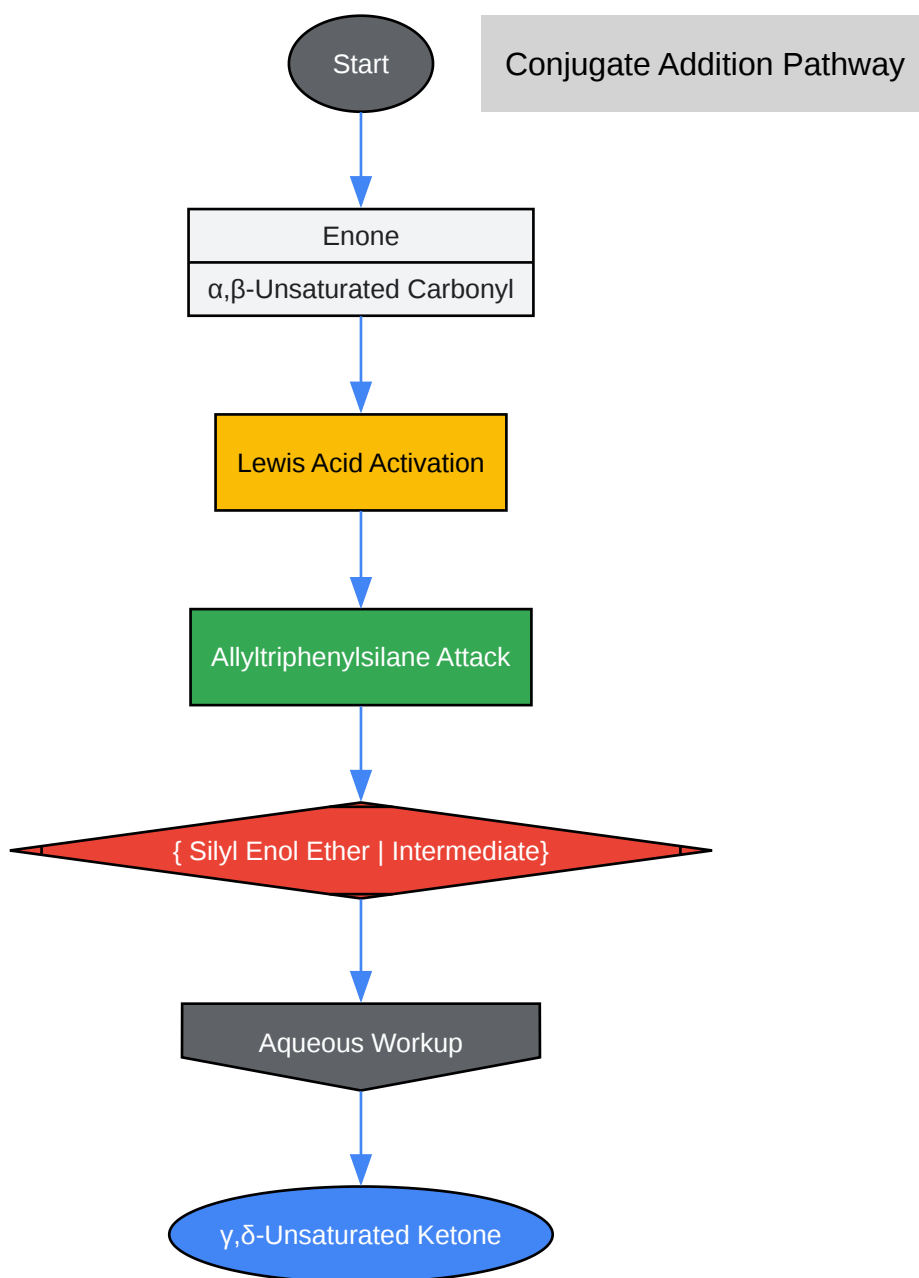 Start
Conjugate Addition Pathway
Enone
α,β-Unsaturated Carbonyl
Lewis Acid Activation
Allyltriphenylsilane Attack
{ Silyl Enol Ether | Intermediate}
Aqueous Workup
γ,δ-Unsaturated Ketone